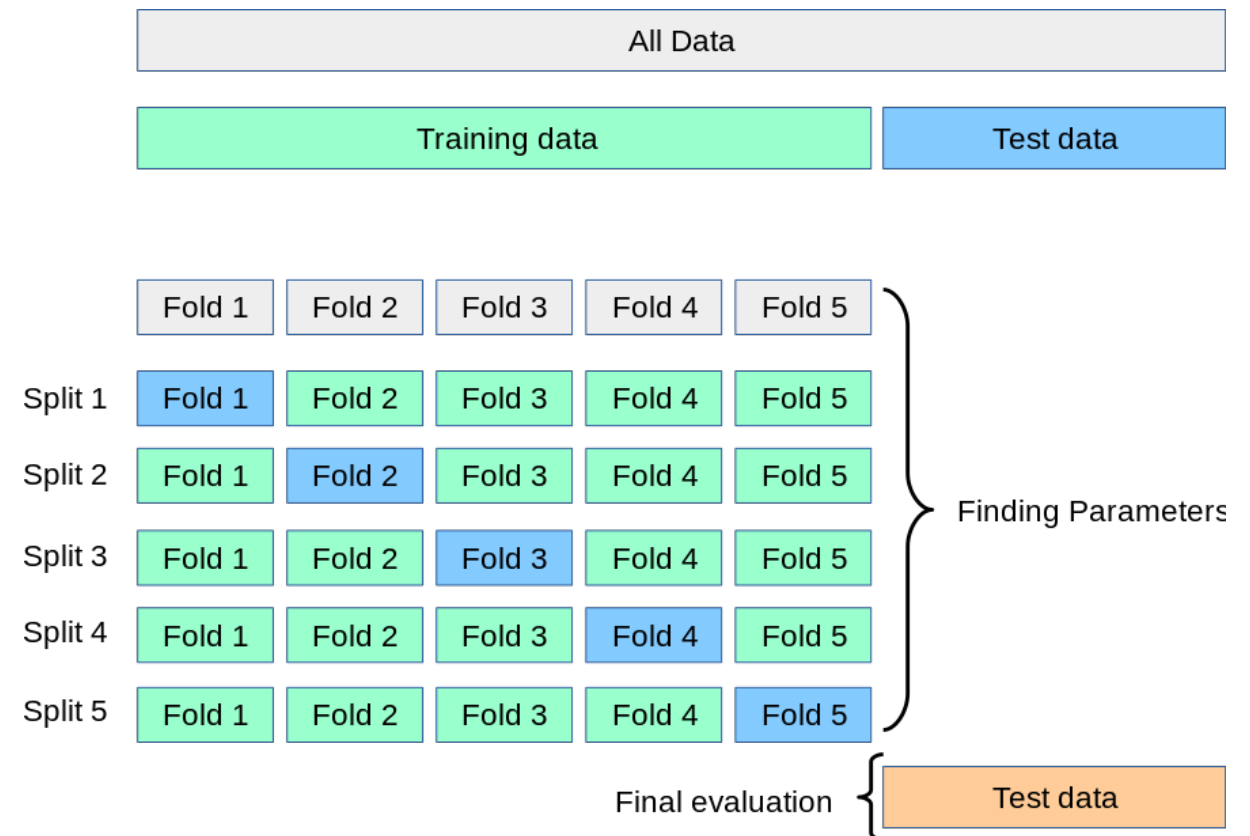 All Data
Training data Test data
Fold 1 Fold 2 Fold 3 Fold 4 Fold 5
Split 1 Fold 1 Fold 2 Fold 3 Fold 4 Fold 5
Split 2 Fold 1 Fold 2 Fold 3 Fold 4 Fold 5
Finding Parameters
Split 3 Fold 1 Fold 2 Fold 3 Fold 4 Fold 5
Split 4 Fold 1 Fold 2 Fold 3 Fold 4 Fold 5
Split 5 Fold 1 Fold 2 Fold 3 Fold 4 Fold 5
Final evaluation Test data